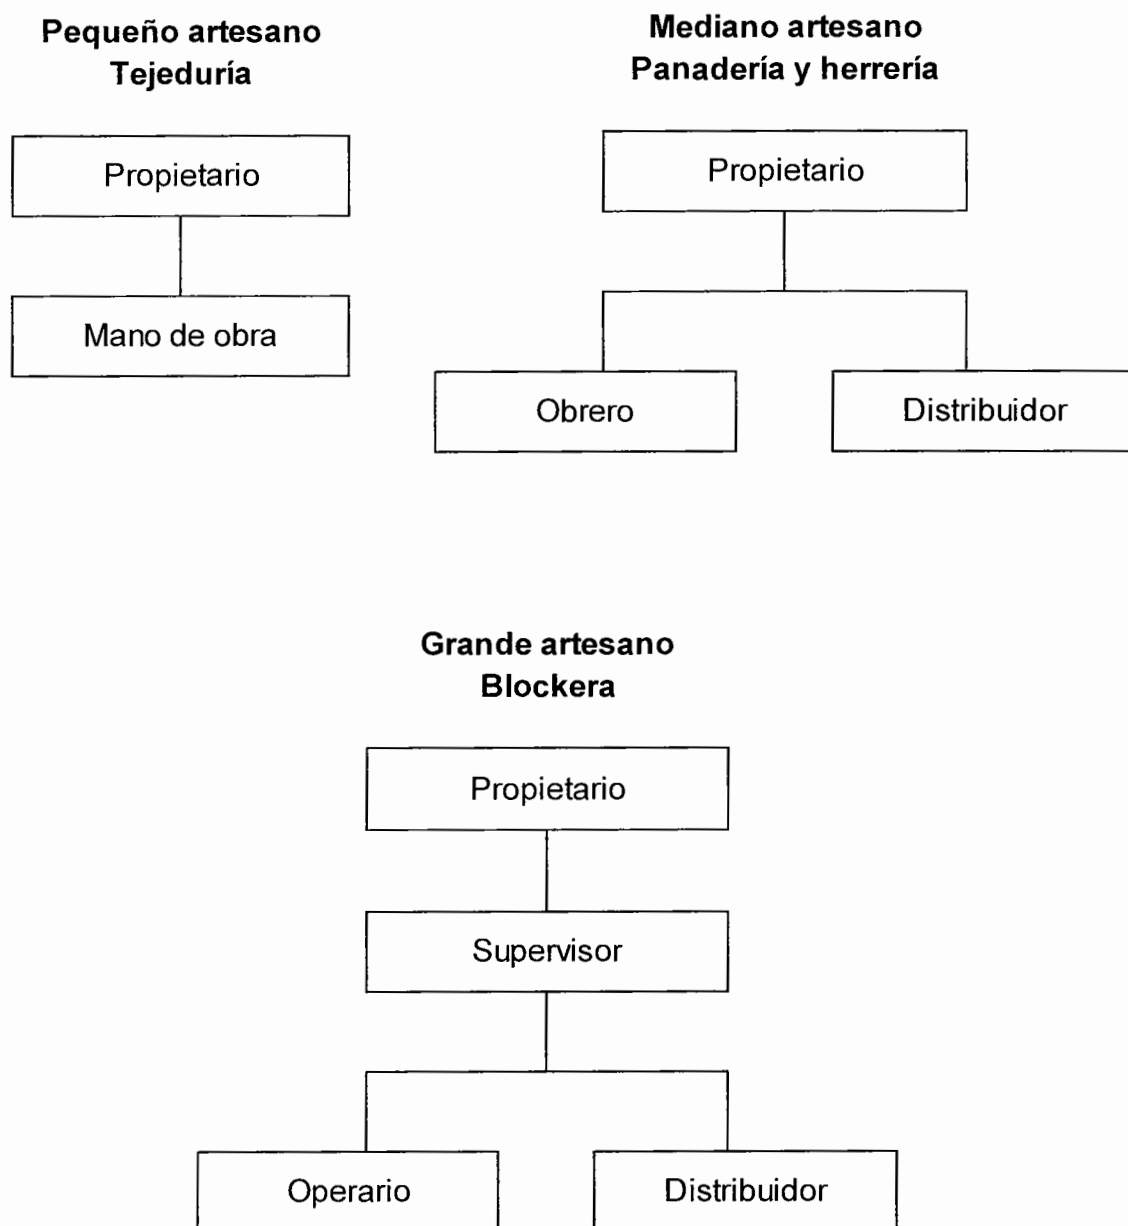 Pequeño artesano
Tejeduría
Propietario
Mano de obra
Mediano artesano
Panadería y herrería
Propietario
Obrero
Distribuidor
Grande artesano
Blockera
Propietario
Supervisor
Operario
Distribuidor